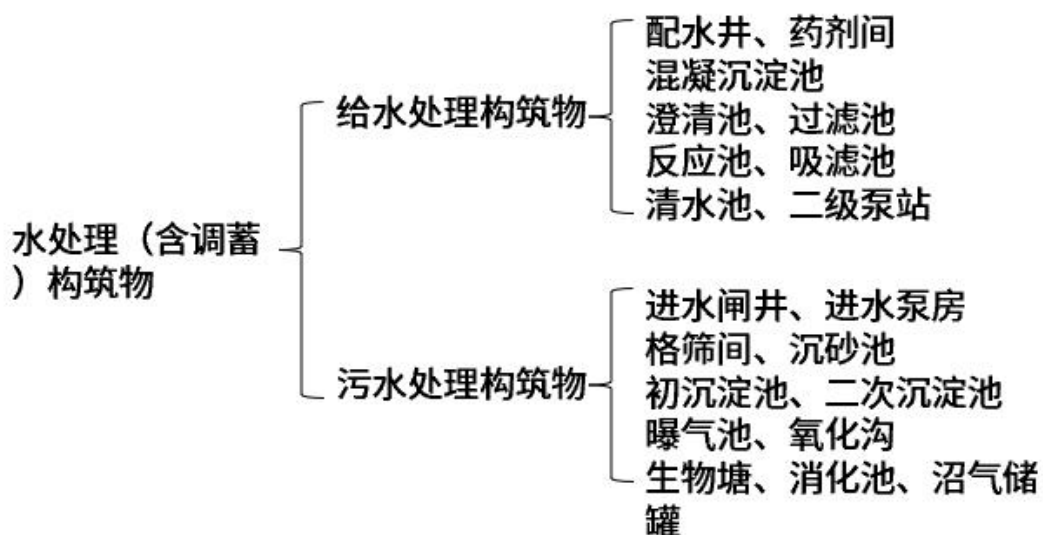 水处理（含调蓄
）构筑物
给水处理构筑物
配水井、药剂间
混凝沉淀池
澄清池、过滤池
反应池、吸滤池
清水池、二级泵站
污水处理构筑物
进水闸井、进水泵房
格筛间、沉砂池
初沉淀池、二次沉淀池
曝气池、氧化沟
生物塘、消化池、沼气储
罐